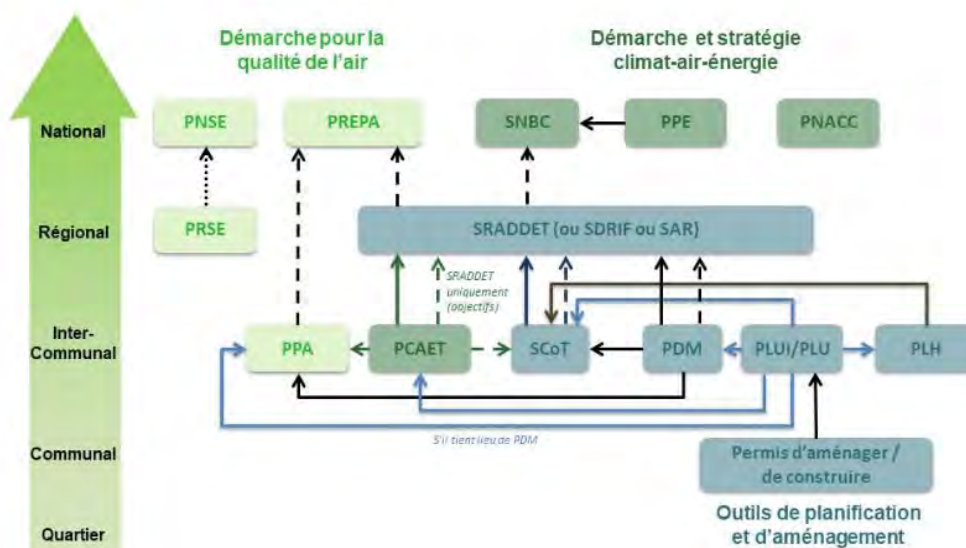 Démarche pour la
qualité de l'air
Démarche et stratégie
climat-air-énergie
National
PNSE
PREPA
SNBC
PPE
PNACC
Régional
PRSE
SRADDET (ou SDRIF ou SAR)
SRADDET
uniquement
(objectifs)
Inter-
Communal
PPA
PCAET
SCoT
PDM
PLUi/PLU
PLH
S'il tient lieu de PDM
Communal
Permis d'aménager /
de construire
Quartier
Outils de planification
et d'aménagement